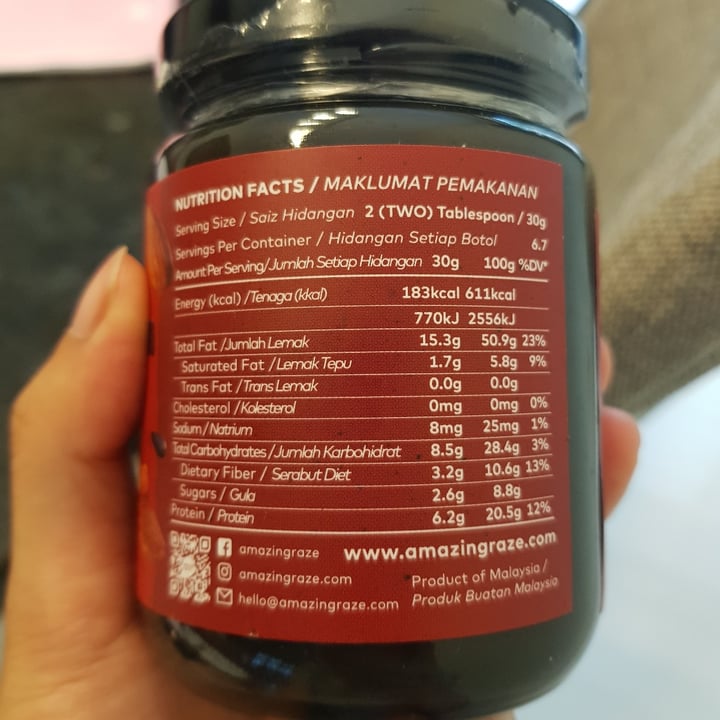 NUTRITION FACTS / MAKLUMAT PEMAKANAN
Serving Size / Saiz Hidangan 2 (TWO) Tablespoon / 30g
Servings Per Container / Hidangan Setiap Botol 6.7
Amount Per Serving/Jumlah Setiap Hidangan 30g 100g %DV*
Energy (kcal) /Tenaga (kkal) 183kcal 611kcal
770kJ 2556kJ
Total Fat /Jumlah Lemak 15.3g 50.9g 23%
Saturated Fat /Lemak Tepu 1.7g 5.8g 9%
Trans Fat /Trans Lemak 0.0g 0.0g
Cholesterol /Kolesterol 0mg 0mg 0%
Sodium/Natrium 8mg 25mg 1%
Total Carbohydrates/Jumlah Karbohidrat 8.5g 28.4g 3%
Dietary Fiber / Serabut Diet 3.2g 10.6g 13%
Sugars / Gula 2.6g 8.8g
Protein / Protein 6.2g 20.5g 12%
amazingraze www.amazingraze.com
amazingraze.com Product of Malaysia /
hello@amazingraze.com Produk Buatan Malaysia